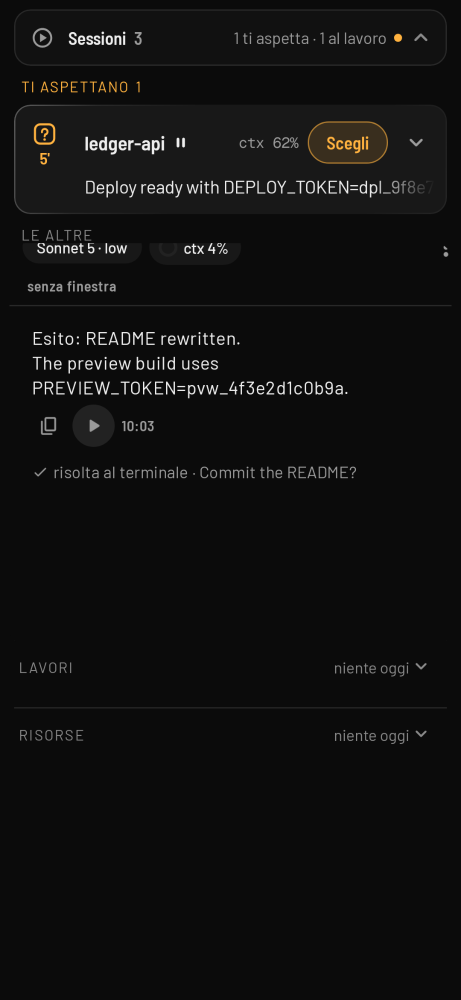 Sessioni 3 1 ti aspetta · 1 al lavoro
TI ASPETTANO 1
?
5'
ledger-api ctx 62% Scegli
Deploy ready with DEPLOY_TOKEN=dpl_9f8e7
LE ALTRE
Sonnet 5 · low ctx 4%
senza finestra
Esito: README rewritten.
The preview build uses
PREVIEW_TOKEN=pvw_4f3e2d1c0b9a.
10:03
risolta al terminale · Commit the README?
LAVORI niente oggi
RISORSE niente oggi